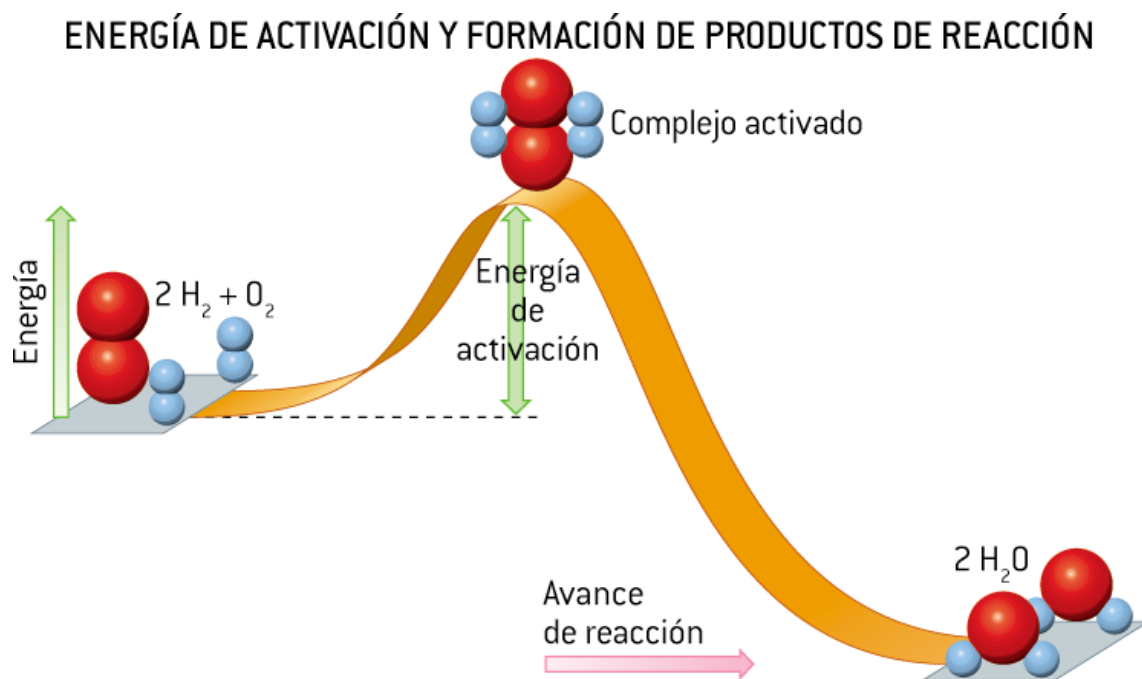 ENERGÍA DE ACTIVACIÓN Y FORMACIÓN DE PRODUCTOS DE REACCIÓN
Complejo activado
Energía
2 H₂ + O₂
Energía
de
activación
2 H₂O
Avance
de reacción